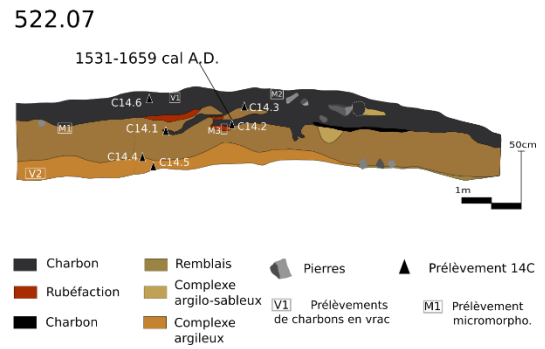 522.07
1531-1659 cal A.D.
C14.6
V1
M2
C14.3
M1
C14.1
M3
C14.2
C14.4
C14.5
V2
50cm
1m
Charbon
Remblais
Pierres
Prélèvement 14C
Rubéfaction
Complexe
argilo-sableux
V1
Prélèvements
de charbons en vrac
M1
Prélèvement
micromorpho.
Charbon
Complexe
argileux